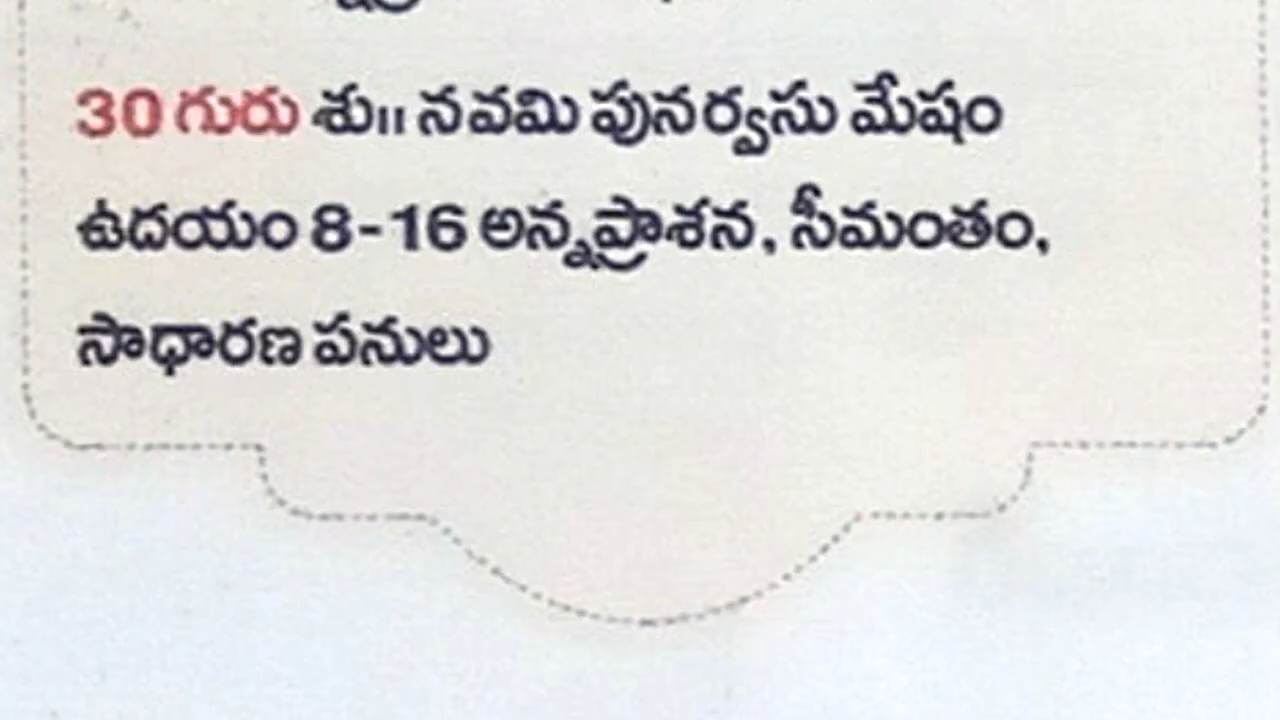 30 గురు శు।। నవమి పునర్వసు మేషం
ఉదయం 8-16 అన్నప్రాశన, సీమంతం,
సాధారణ పనులు